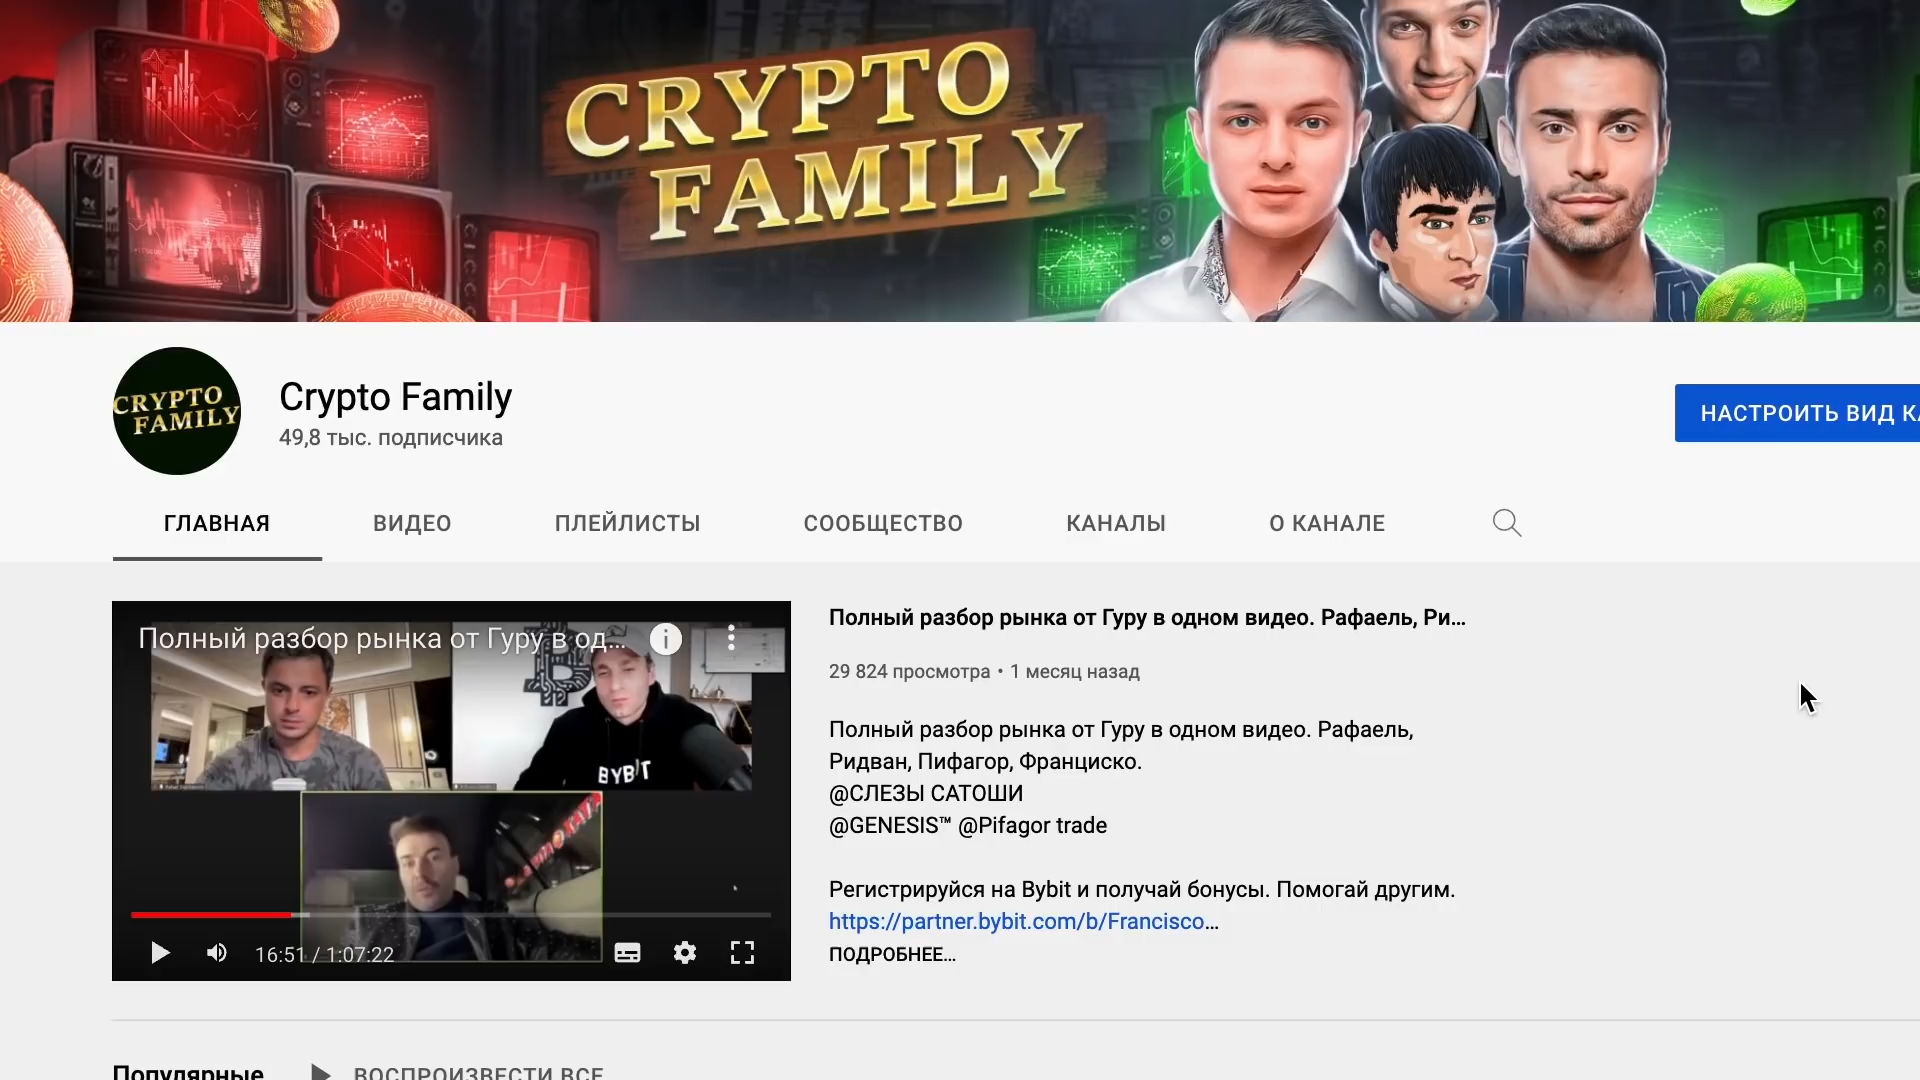 CRYPTO
FAMILY
CRYPTO
FAMILY
Crypto Family
49,8 тыс. подписчика
НАСТРОИТЬ ВИД КА
ГЛАВНАЯ
ВИДЕО
ПЛЕЙЛИСТЫ
СООБЩЕСТВО
КАНАЛЫ
О КАНАЛЕ
Полный разбор рынка от Гуру в од...
BYBIT
16:51 / 1:07:22
Полный разбор рынка от Гуру в одном видео. Рафаель, Ри...
29 824 просмотра • 1 месяц назад
Полный разбор рынка от Гуру в одном видео. Рафаель,
Ридван, Пифагор, Франциско.
@СЛЕЗЫ САТОШИ
@GENESIS™ @Pifagor trade
Регистрируйся на Bybit и получай бонусы. Помогай другим.
https://partner.bybit.com/b/Francisco...
ПОДРОБНЕЕ...
Популярные
ВОСПРОИЗВЕСТИ ВСЕ